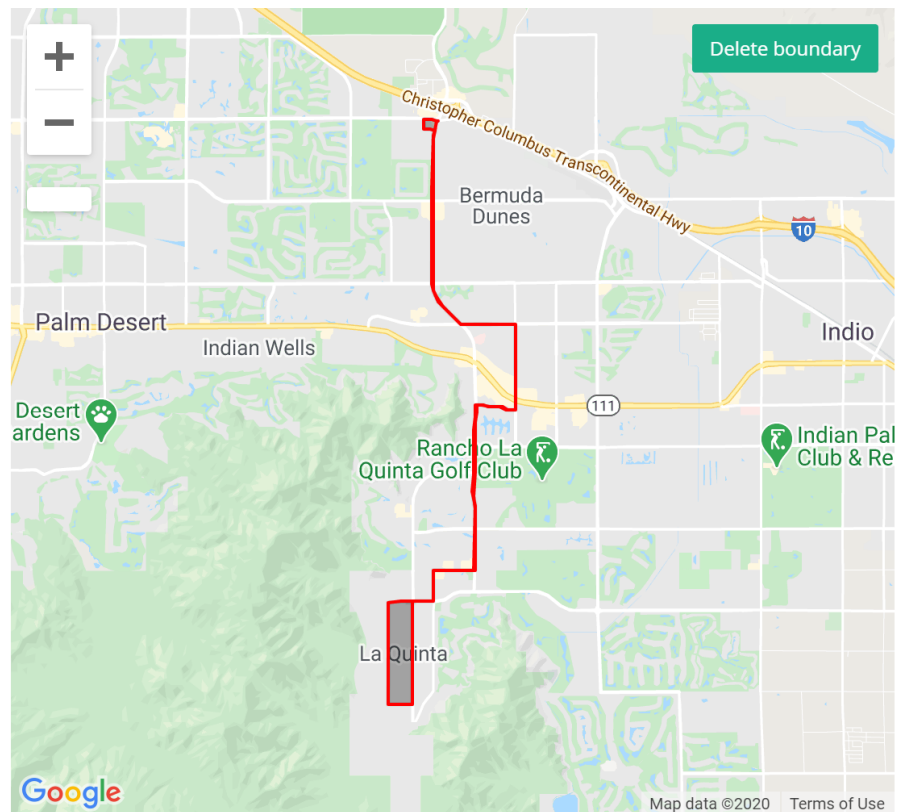 +
Delete boundary
−
Christopher Columbus Transcontinental Hwy
Bermuda
Dunes
10
Palm Desert
Indian Wells
Indio
111
Desert
ardens
Rancho La
Quinta Golf Club
Indian Pal
Club & Re
La Quinta
Google
Map data ©2020
Terms of Use